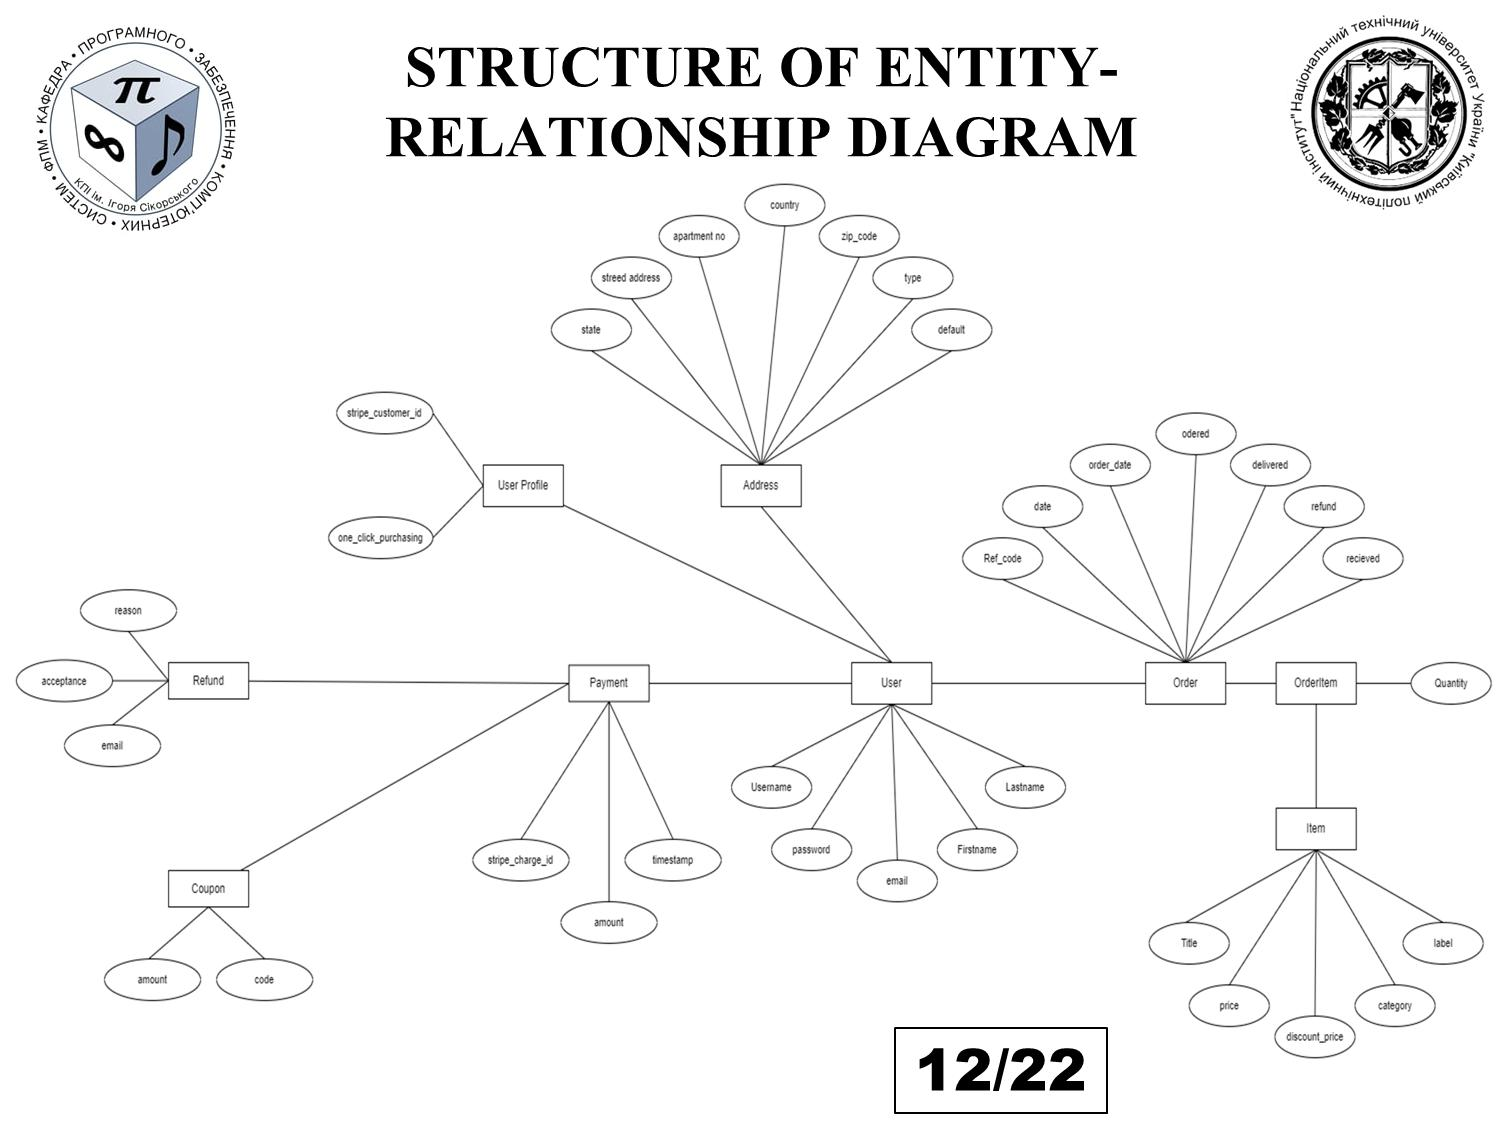 • КАФЕДРА • ПРОГРАМНОГО • ЗАБЕЗПЕЧЕННЯ • КОМП'ЮТЕРНИХ • СИСТЕМ • ФПМ
π
∞
КПІ ім. Ігоря Сікорського
STRUCTURE OF ENTITY-
RELATIONSHIP DIAGRAM
Національний технічний університет України "Київський політехнічний інститут"
country
apartment no
zip_code
streed address
type
state
default
stripe_customer_id
odered
order_date
delivered
User Profile
Address
date
refund
one_click_purchasing
Ref_code
recieved
reason
acceptance
Refund
Payment
User
Order
OrderItem
Quantity
email
Username
Lastname
Item
password
Firstname
stripe_charge_id
timestamp
email
Coupon
amount
Title
label
amount
code
price
category
discount_price
12/22